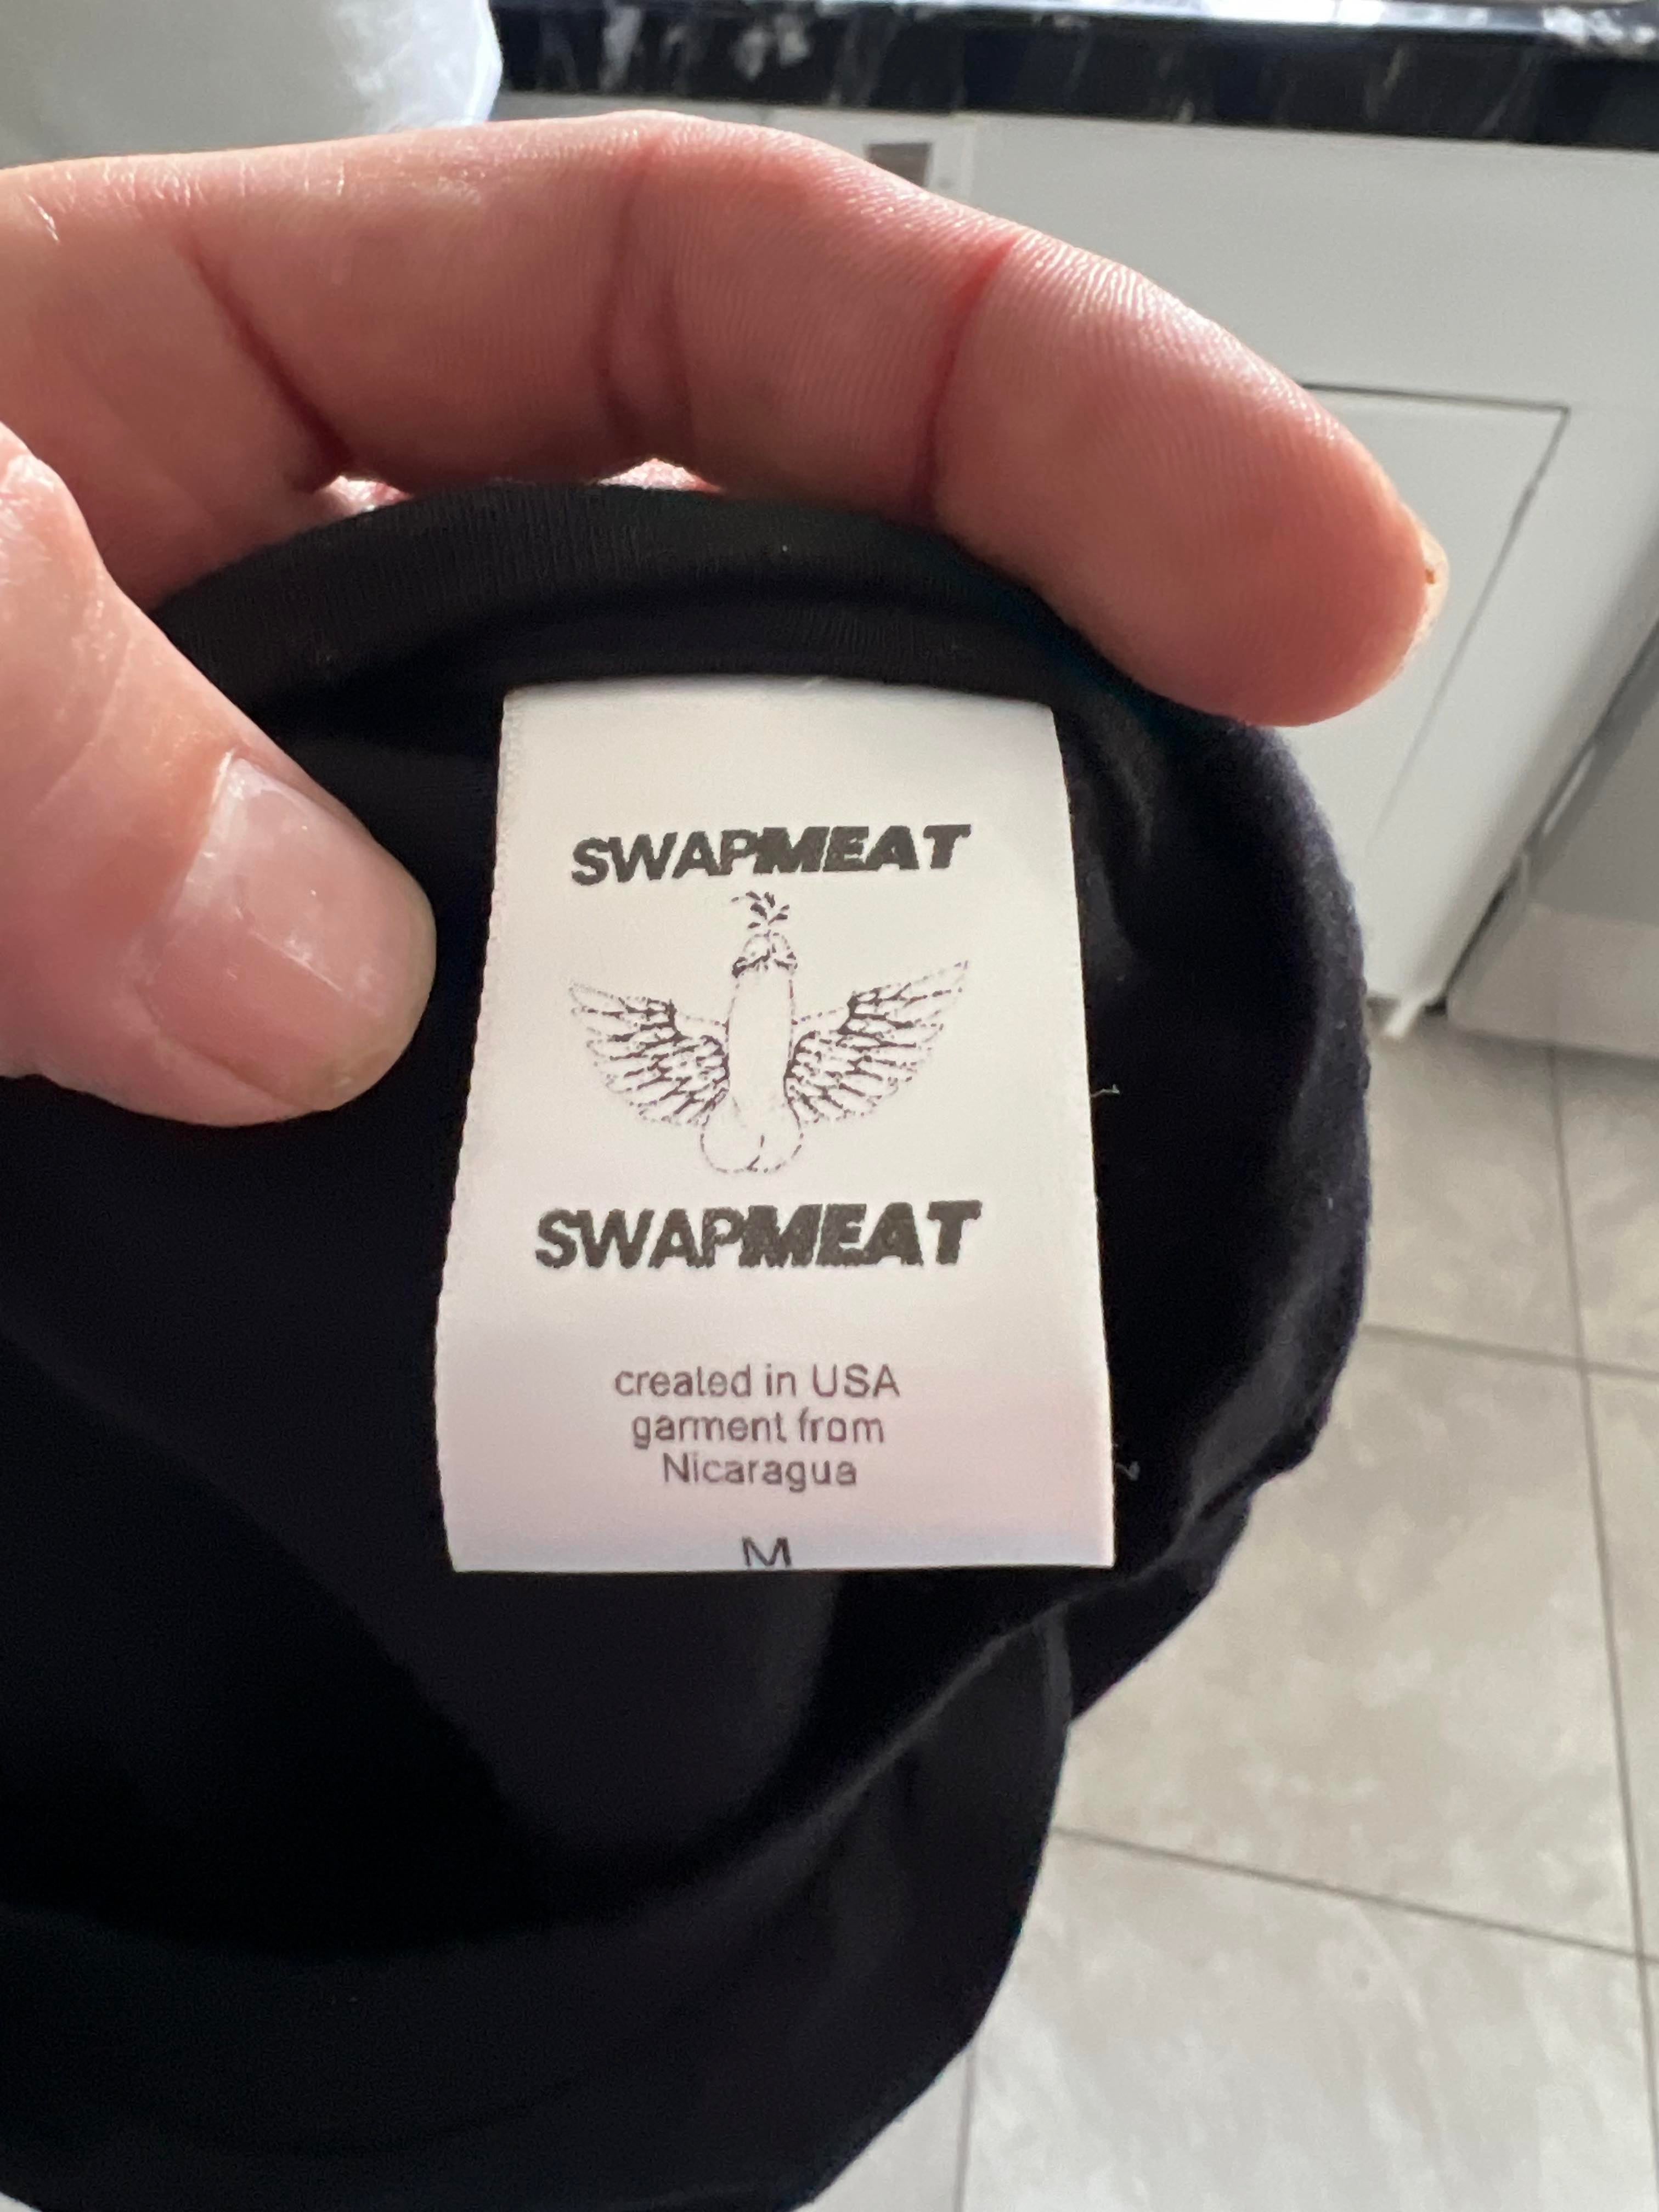 SWAPMEAT
SWAPMEAT
created in USA
garment from
Nicaragua
M